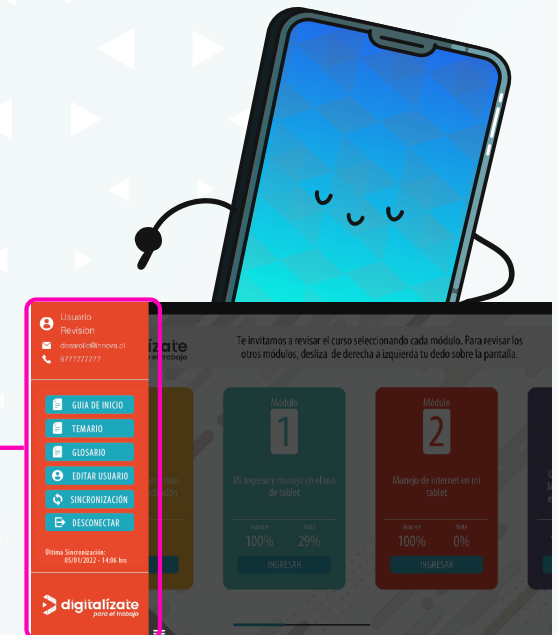 Usuario
Revision
desarollo@innova.cl
9777777777
GUIA DE INICIO
TEMARIO
GLOSARIO
EDITAR USUARIO
SINCRONIZACIÓN
DESCONECTAR
Última Sincronización:
05/01/2022 - 14:06 hrs
digitalízate
para el trabajo
Te invitamos a revisar el curso seleccionando cada módulo. Para revisar los
otros módulos, desliza de derecha a izquierda tu dedo sobre la pantalla.
Módulo
1
Mi ingreso y manejo en el uso
de tablet
Avance Nota
100% 29%
INGRESAR
Módulo
2
Manejo de internet en mi
tablet
Avance Nota
100% 0%
INGRESAR